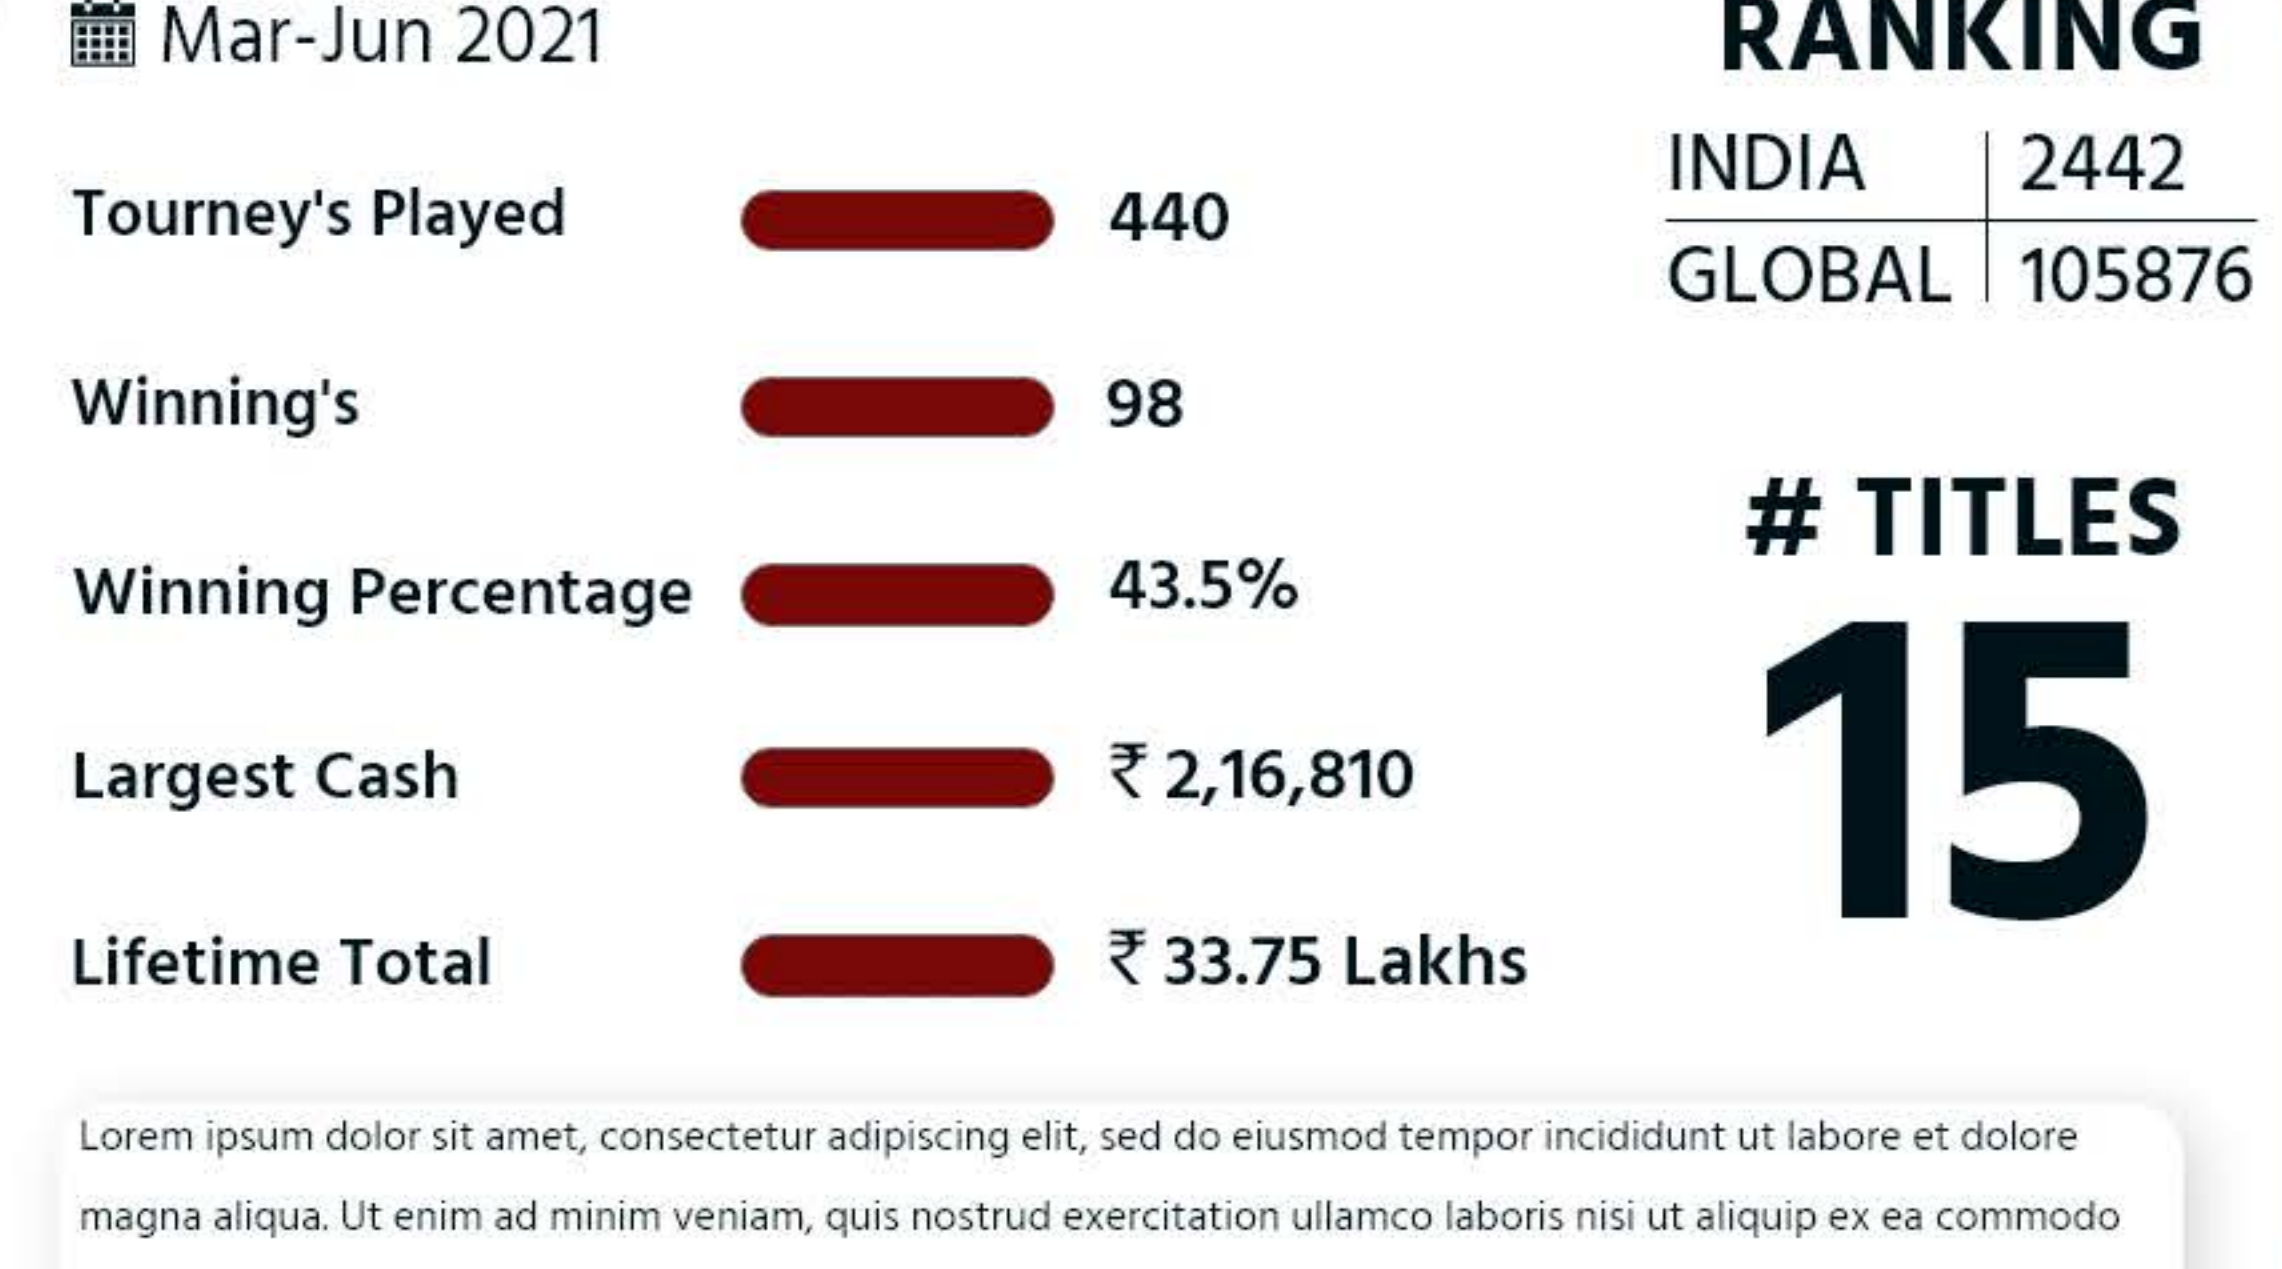 Mar-Jun 2021
Tourney's Played 440
Winning's 98
Winning Percentage 43.5%
Largest Cash ₹ 2,16,810
Lifetime Total ₹ 33.75 Lakhs
RANKING
INDIA 2442
GLOBAL 105876
# TITLES
15
Lorem ipsum dolor sit amet, consectetur adipiscing elit, sed do eiusmod tempor incididunt ut labore et dolore
magna aliqua. Ut enim ad minim veniam, quis nostrud exercitation ullamco laboris nisi ut aliquip ex ea commodo